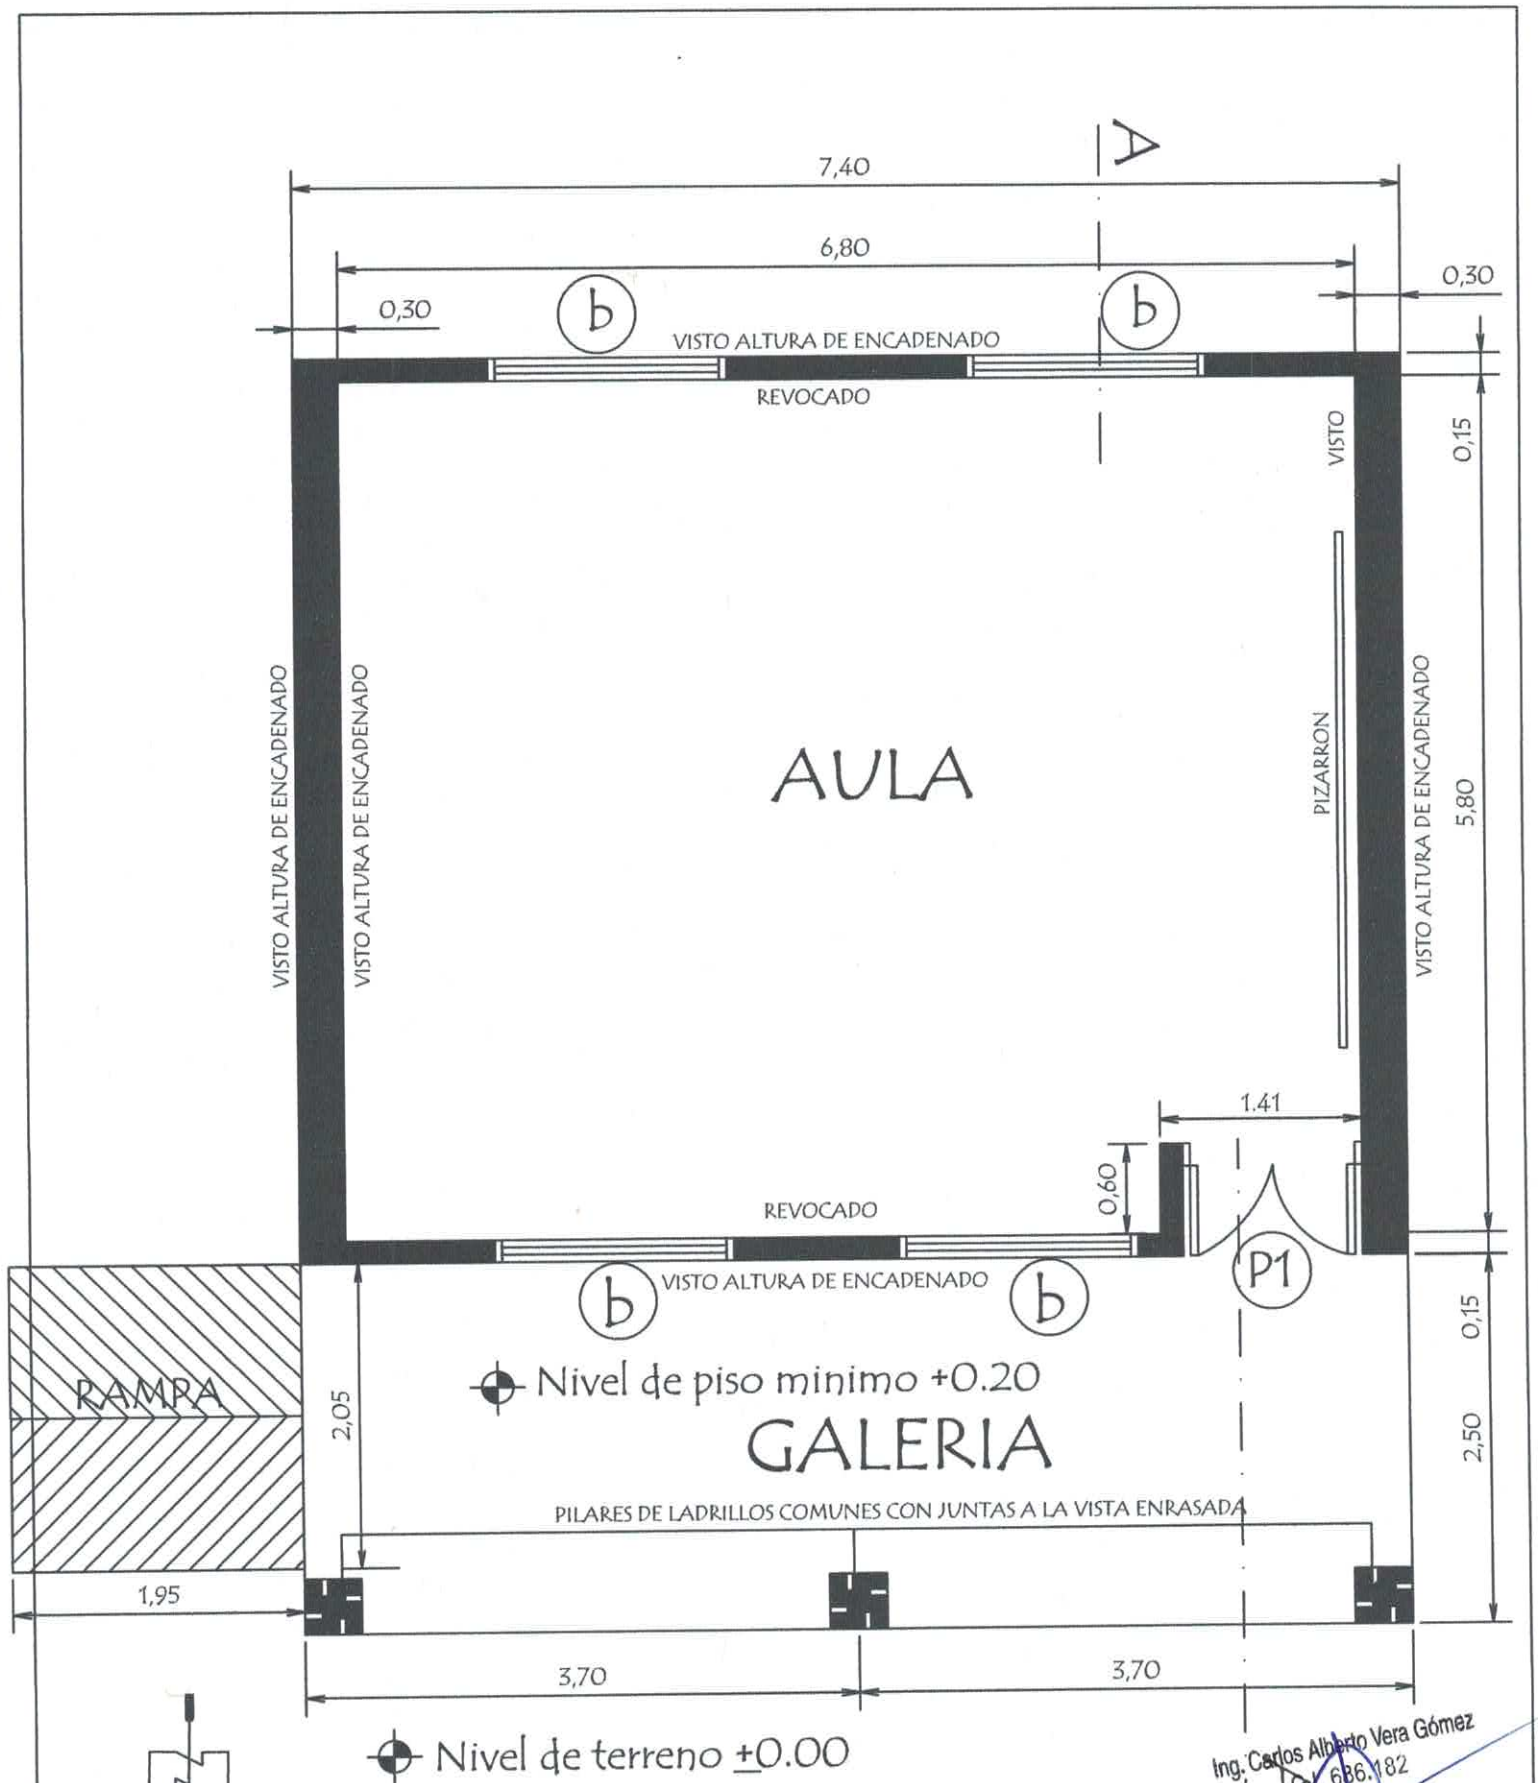 A
7,40
6,80
0,30
0,30
b
b
VISTO ALTURA DE ENCADENADO
REVOCADO
VISTO
0,15
VISTO ALTURA DE ENCADENADO
VISTO ALTURA DE ENCADENADO
AULA
PIZARRON
VISTO ALTURA DE ENCADENADO
5,80
1.41
0,60
REVOCADO
VISTO ALTURA DE ENCADENADO
b
b
P1
0,15
RAMPA
2,05
Nivel de piso minimo +0.20
GALERIA
2,50
PILARES DE LADRILLOS COMUNES CON JUNTAS A LA VISTA ENRASADA
1,95
3,70
3,70
Nivel de terreno ±0.00
Ing. Carlos Alberto Vera Gómez
686.182